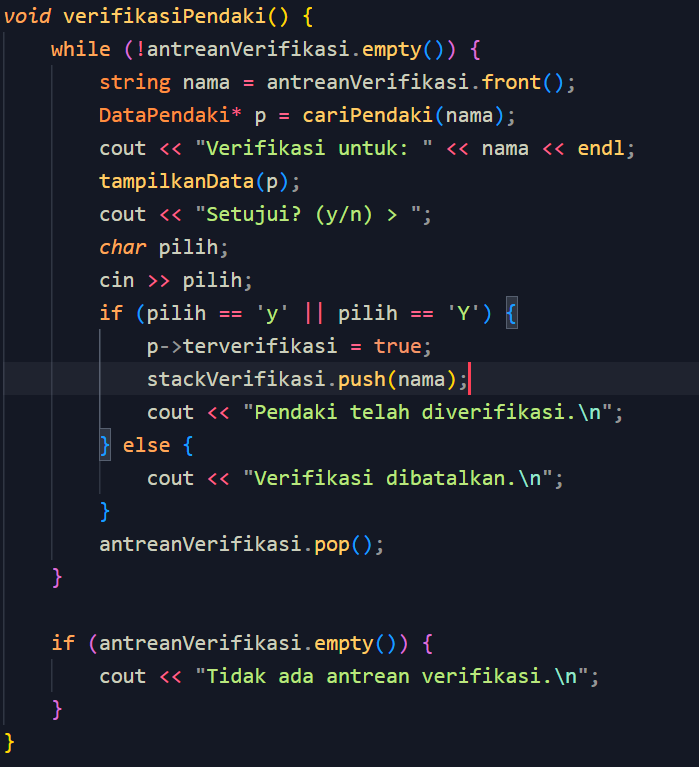 void verifikasiPendaki() {
    while (!antreanVerifikasi.empty()) {
        string nama = antreanVerifikasi.front();
        DataPendaki* p = cariPendaki(nama);
        cout << "Verifikasi untuk: " << nama << endl;
        tampilkanData(p);
        cout << "Setujui? (y/n) > ";
        char pilih;
        cin >> pilih;
        if (pilih == 'y' || pilih == 'Y') {
            p->terverifikasi = true;
            stackVerifikasi.push(nama);
            cout << "Pendaki telah diverifikasi.\n";
        } else {
            cout << "Verifikasi dibatalkan.\n";
        }
        antreanVerifikasi.pop();
    }

    if (antreanVerifikasi.empty()) {
        cout << "Tidak ada antrean verifikasi.\n";
    }
}